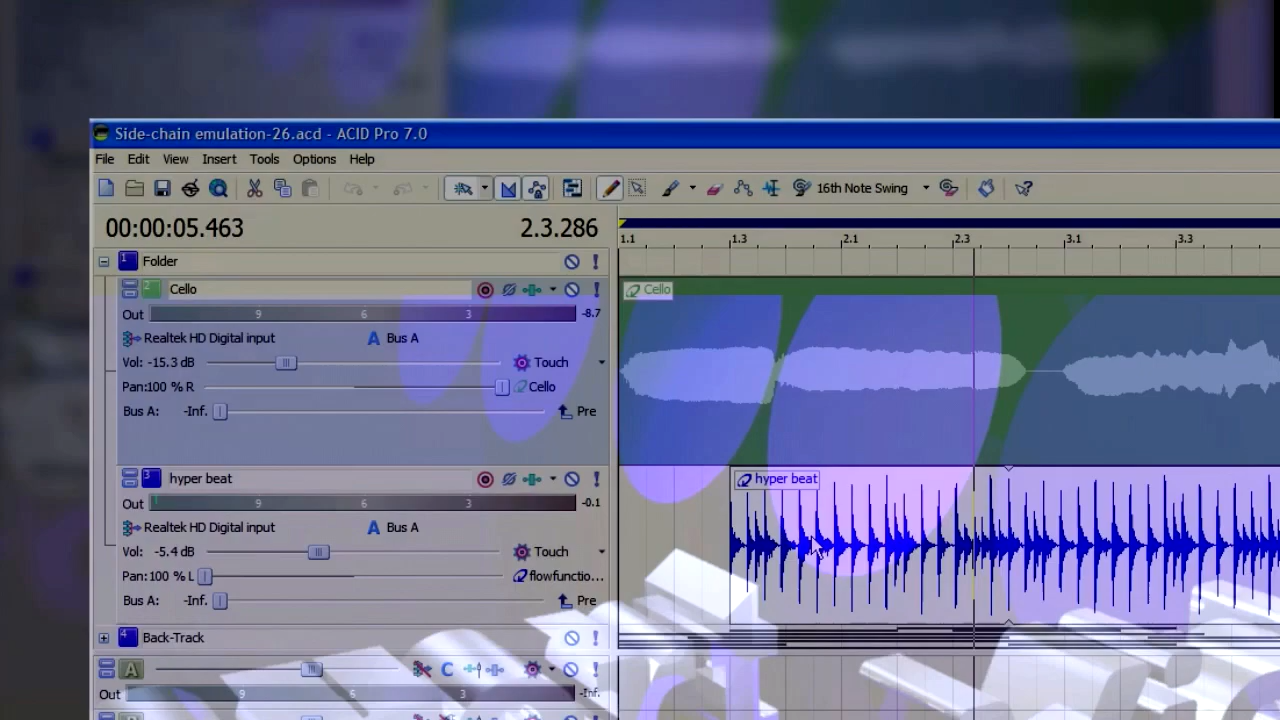 Side-chain emulation-26.acd - ACID Pro 7.0
File Edit View Insert Tools Options Help
16th Note Swing
00:00:05.463 2.3.286
1.1 1.3 2.1 2.3 3.1 3.3
1 Folder
2 Cello
Cello
Out 9 6 3 -8.7
Realtek HD Digital input A Bus A
Vol: -15.3 dB Touch
Pan:100 % R Cello
Bus A: -Inf. Pre
3 hyper beat
hyper beat
Out 9 6 3 -0.1
Realtek HD Digital input A Bus A
Vol: -5.4 dB Touch
Pan:100 % L flowfunctio...
Bus A: -Inf. Pre
4 Back-Track
A C
Out 9 6 3 -Inf.